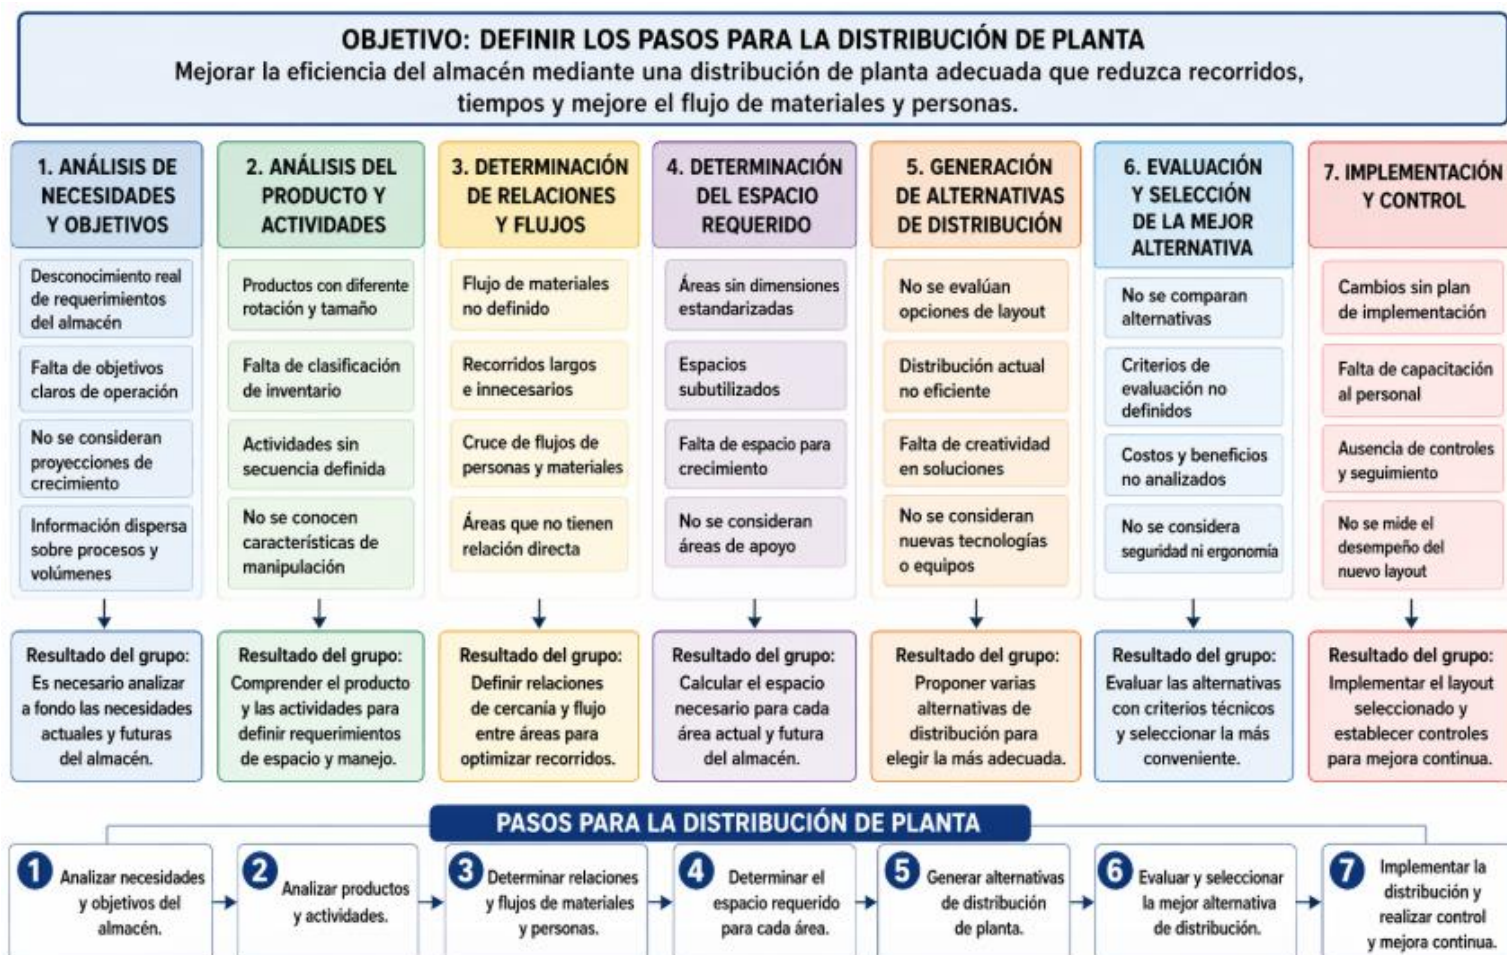 OBJETIVO: DEFINIR LOS PASOS PARA LA DISTRIBUCIÓN DE PLANTA
Mejorar la eficiencia del almacén mediante una distribución de planta adecuada que reduzca recorridos,
tiempos y mejore el flujo de materiales y personas.
1. ANÁLISIS DE
NECESIDADES
Y OBJETIVOS
Desconocimiento real
de requerimientos
del almacén
Falta de objetivos
claros de operación
No se consideran
proyecciones de
crecimiento
Información dispersa
sobre procesos y
volúmenes
Resultado del grupo:
Es necesario analizar
a fondo las necesidades
actuales y futuras
del almacén.
2. ANÁLISIS DEL
PRODUCTO Y
ACTIVIDADES
Productos con diferente
rotación y tamaño
Falta de clasificación
de inventario
Actividades sin
secuencia definida
No se conocen
características de
manipulación
Resultado del grupo:
Comprender el producto
y las actividades para
definir requerimientos
de espacio y manejo.
3. DETERMINACIÓN
DE RELACIONES
Y FLUJOS
Flujo de materiales
no definido
Recorridos largos
e innecesarios
Cruce de flujos de
personas y materiales
Áreas que no tienen
relación directa
Resultado del grupo:
Definir relaciones
de cercanía y flujo
entre áreas para
optimizar recorridos.
4. DETERMINACIÓN
DEL ESPACIO
REQUERIDO
Áreas sin dimensiones
estandarizadas
Espacios
subutilizados
Falta de espacio para
crecimiento
No se consideran
áreas de apoyo
Resultado del grupo:
Calcular el espacio
necesario para cada
área actual y futura
del almacén.
5. GENERACIÓN
DE ALTERNATIVAS
DE DISTRIBUCIÓN
No se evalúan
opciones de layout
Distribución actual
no eficiente
Falta de creatividad
en soluciones
No se consideran
nuevas tecnologías
o equipos
Resultado del grupo:
Proponer varias
alternativas de
distribución para
elegir la más adecuada.
6. EVALUACIÓN
Y SELECCIÓN
DE LA MEJOR
ALTERNATIVA
No se comparan
alternativas
Criterios de
evaluación no
definidos
Costos y beneficios
no analizados
No se considera
seguridad ni ergonomía
Resultado del grupo:
Evaluar las alternativas
con criterios técnicos
y seleccionar la más
conveniente.
7. IMPLEMENTACIÓN
Y CONTROL
Cambios sin plan
de implementación
Falta de capacitación
al personal
Ausencia de controles
y seguimiento
No se mide el
desempeño del
nuevo layout
Resultado del grupo:
Implementar el layout
seleccionado y
establecer controles
para mejora continua.
PASOS PARA LA DISTRIBUCIÓN DE PLANTA
1
Analizar necesidades
y objetivos del
almacén.
2
Analizar productos
y actividades.
3
Determinar relaciones
y flujos de materiales
y personas.
4
Determinar el
espacio requerido
para cada área.
5
Generar alternativas
de distribución
de planta.
6
Evaluar y seleccionar
la mejor alternativa
de distribución.
7
Implementar la
distribución y
realizar control
y mejora continua.